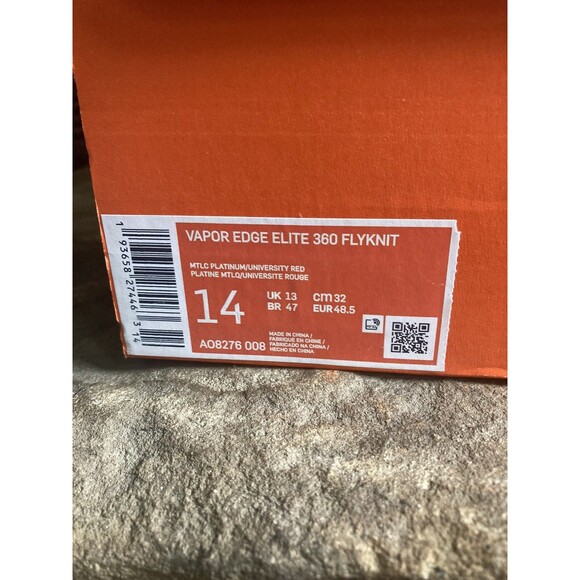 VAPOR EDGE ELITE 360 FLYKNIT
MTLC PLATINUM/UNIVERSITY RED
PLATINE MTLQ/UNIVERSITE ROUGE
14
UK 13 CM 32
BR 47 EUR 48.5
AO8276 008
MADE IN CHINA /
FABRIQUE EN CHINE /
FABRICADO NA CHINA /
HECHO EN CHINA
1 93658 27446 3 14